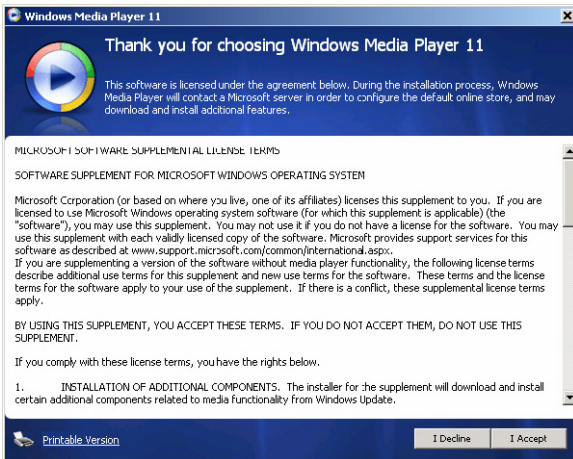 Windows Media Player 11
Thank you for choosing Windows Media Player 11
This software is licensed under the agreement below. During the installation process, Windows
Media Player will contact a Microsoft server in order to configure the default online store, and may
download and install additional features.
MICROSOFT SOFTWARE SUPPLEMENTAL LICENSE TERMS
SOFTWARE SUPPLEMENT FOR MICROSOFT WINDOWS OPERATING SYSTEM
Microsoft Corporation (or based on where you live, one of its affiliates) licenses this supplement to you. If you are
licensed to use Microsoft Windows operating system software (for which this supplement is applicable) (the
"software"), you may use this supplement. You may not use it if you do not have a license for the software. You may
use this supplement with each validly licensed copy of the software. Microsoft provides support services for this
software as described at www.support.microsoft.com/common/international.aspx.
If you are supplementing a version of the software without media player functionality, the following license terms
describe additional use terms for this supplement and new use terms for the software. These terms and the license
terms for the software apply to your use of the supplement. If there is a conflict, these supplemental license terms
apply.
BY USING THIS SUPPLEMENT, YOU ACCEPT THESE TERMS. IF YOU DO NOT ACCEPT THEM, DO NOT USE THIS
SUPPLEMENT.
If you comply with these license terms, you have the rights below.
1. INSTALLATION OF ADDITIONAL COMPONENTS. The installer for the supplement will download and install
certain additional components related to media functionality from Windows Update.
Printable Version
I Decline
I Accept